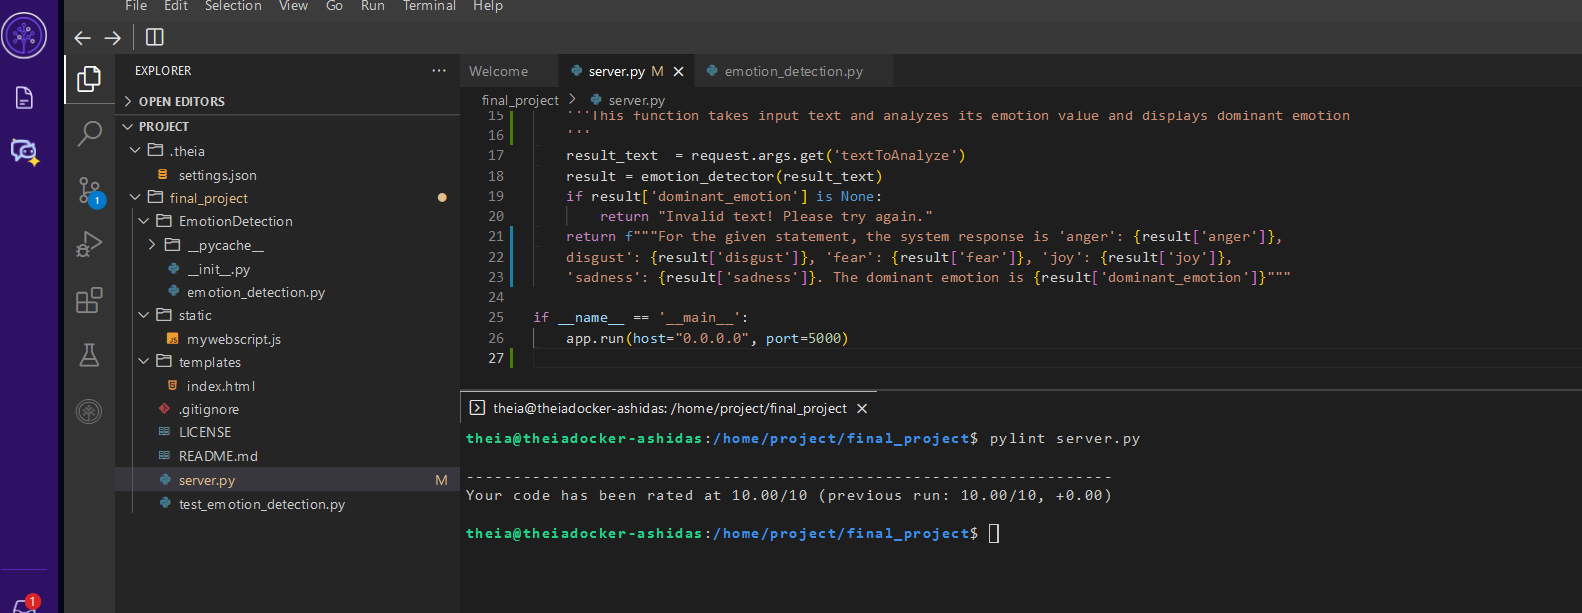 File Edit Selection View Go Run Terminal Help
EXPLORER ...
OPEN EDITORS
PROJECT
.theia
settings.json
final_project
EmotionDetection
__pycache__
__init__.py
emotion_detection.py
static
mywebscript.js
templates
index.html
.gitignore
LICENSE
README.md
server.py M
test_emotion_detection.py
1
1
Welcome server.py M emotion_detection.py
final_project > server.py
15 '''This function takes input text and analyzes its emotion value and displays dominant emotion
16 '''
17 result_text  = request.args.get('textToAnalyze')
18 result = emotion_detector(result_text)
19 if result['dominant_emotion'] is None:
20 return "Invalid text! Please try again."
21 return f"""For the given statement, the system response is 'anger': {result['anger']},
22 disgust': {result['disgust']}, 'fear': {result['fear']}, 'joy': {result['joy']},
23 'sadness': {result['sadness']}. The dominant emotion is {result['dominant_emotion']}"""
24
25 if __name__ == '__main__':
26 app.run(host="0.0.0.0", port=5000)
27
theia@theiadocker-ashidas: /home/project/final_project
theia@theiadocker-ashidas:/home/project/final_project$ pylint server.py
--------------------------------------------------------------------
Your code has been rated at 10.00/10 (previous run: 10.00/10, +0.00)
theia@theiadocker-ashidas:/home/project/final_project$